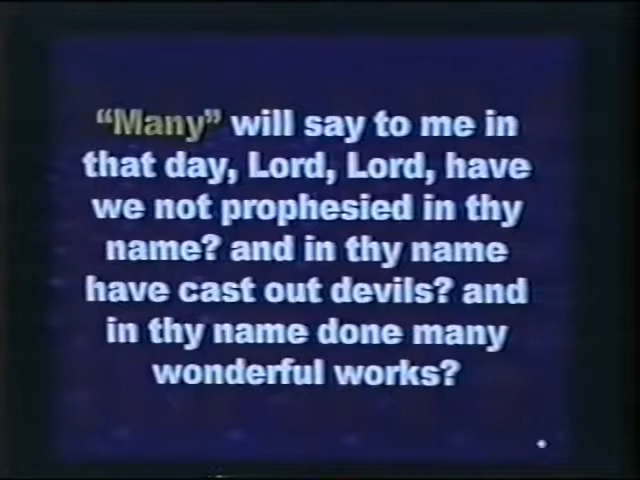 “Many” will say to me in
that day, Lord, Lord, have
we not prophesied in thy
name? and in thy name
have cast out devils? and
in thy name done many
wonderful works?